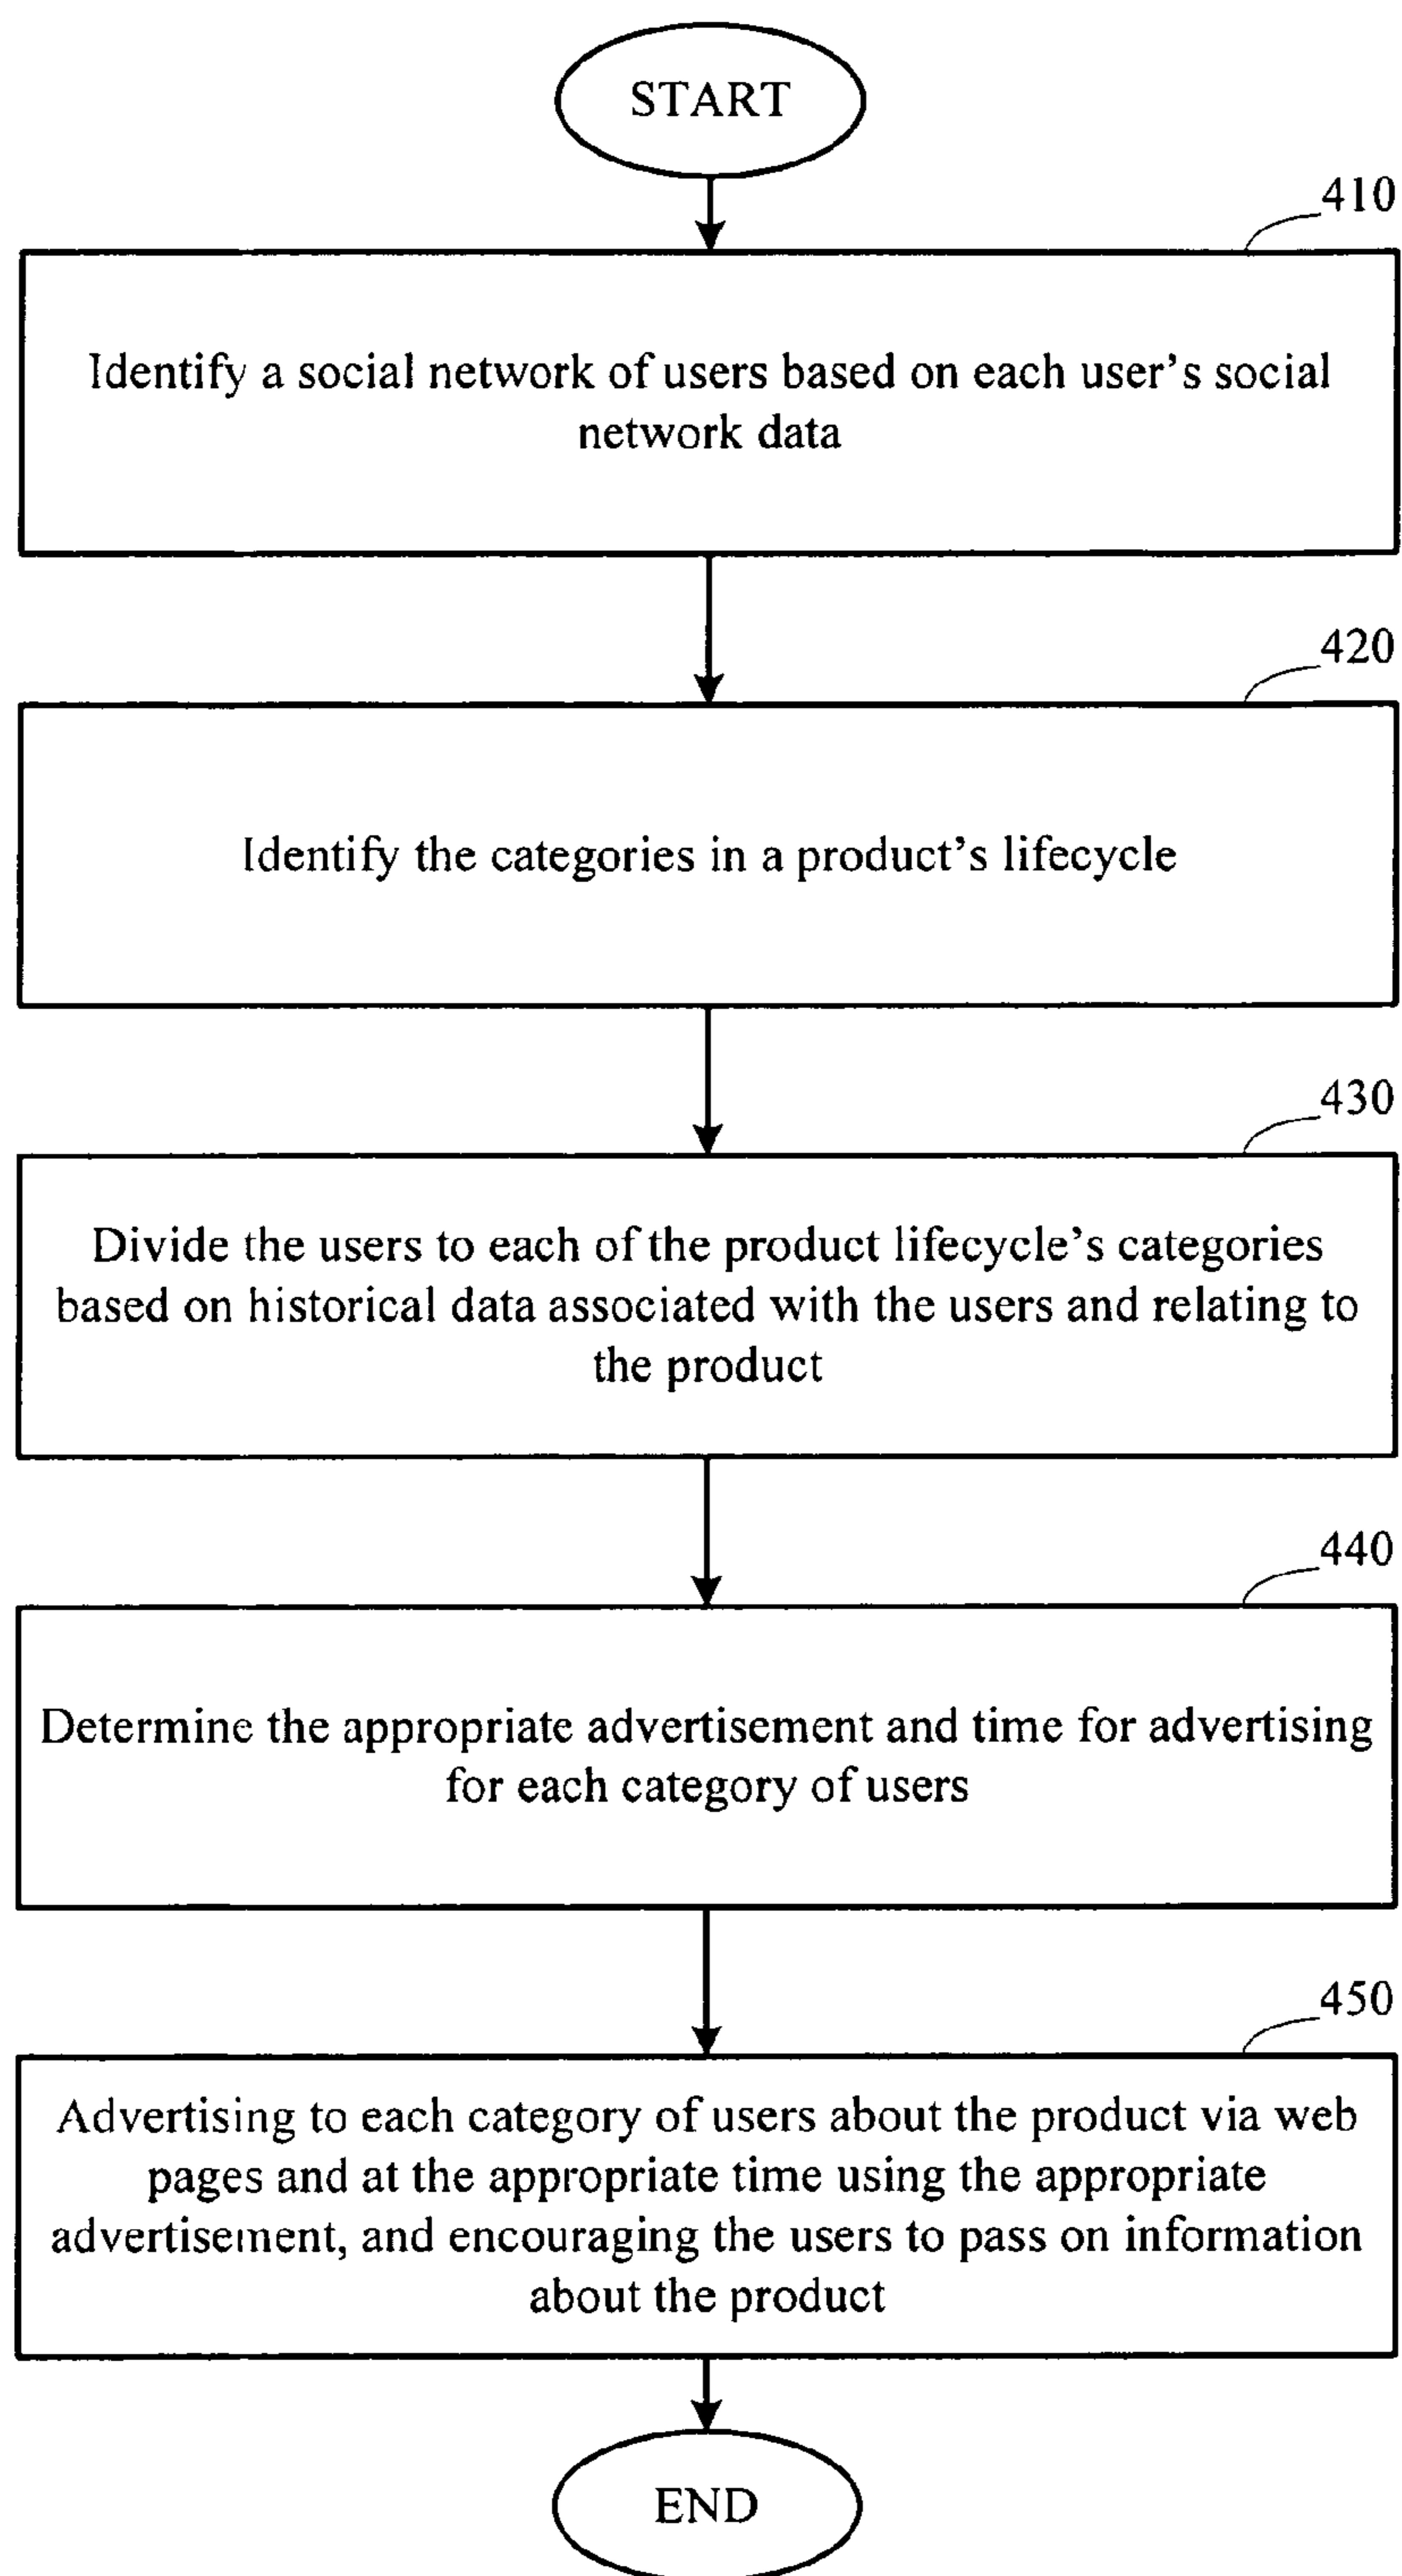 START
410
Identify a social network of users based on each user's social
network data
420
Identify the categories in a product's lifecycle
430
Divide the users to each of the product lifecycle's categories
based on historical data associated with the users and relating to
the product
440
Determine the appropriate advertisement and time for advertising
for each category of users
450
Advertising to each category of users about the product via web
pages and at the appropriate time using the appropriate
advertisement, and encouraging the users to pass on information
about the product
END